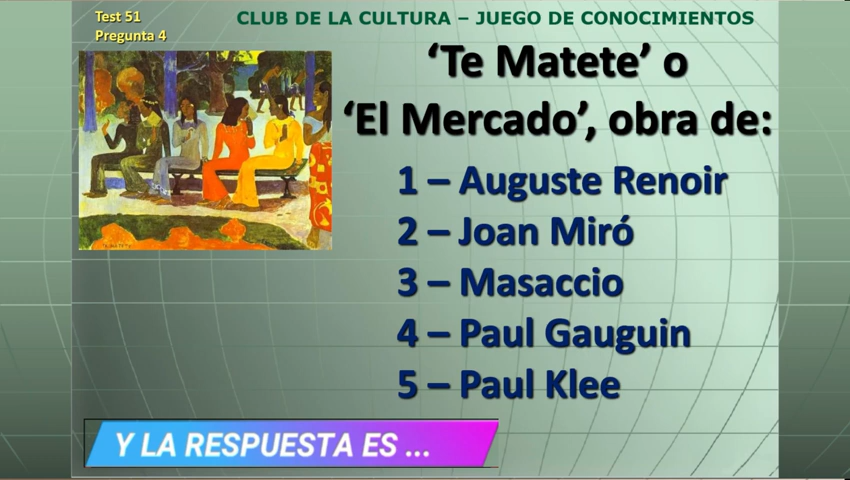 Test 51
Pregunta 4
CLUB DE LA CULTURA – JUEGO DE CONOCIMIENTOS
‘Te Matete’ o
‘El Mercado’, obra de:
1 – Auguste Renoir
2 – Joan Miró
3 – Masaccio
4 – Paul Gauguin
5 – Paul Klee
Y LA RESPUESTA ES ...